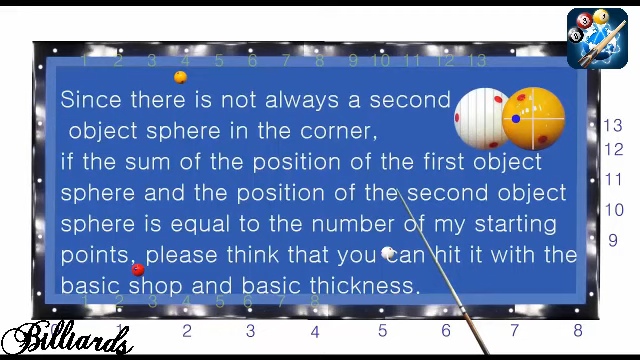 1 2 3 4 5 6 7 8 9 10 11 12 13
Since there is not always a second
object sphere in the corner,
if the sum of the position of the first object
sphere and the position of the second object
sphere is equal to the number of my starting
points, please think that you can hit it with the
basic shop and basic thickness.
13
12
11
10
9
1 2 3 4 5 6 7 8
0 1 2 3 4 5 6 7 8
Billiards